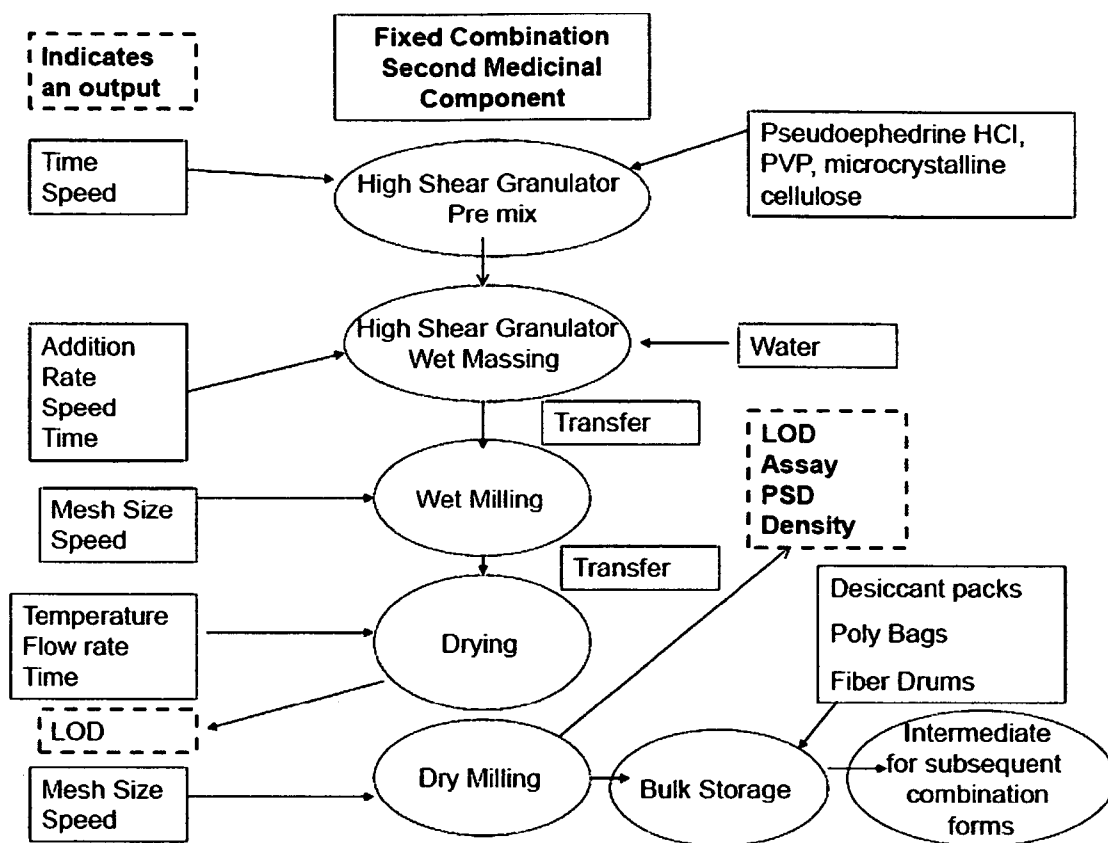 Indicates
an output
Fixed Combination
Second Medicinal
Component
Time
Speed
High Shear Granulator
Pre mix
Pseudoephedrine HCl,
PVP, microcrystalline
cellulose
Addition
Rate
Speed
Time
High Shear Granulator
Wet Massing
Water
Transfer
LOD
Assay
PSD
Density
Mesh Size
Speed
Wet Milling
Transfer
Temperature
Flow rate
Time
Drying
Desiccant packs
Poly Bags
Fiber Drums
LOD
Mesh Size
Speed
Dry Milling
Bulk Storage
Intermediate
for subsequent
combination
forms